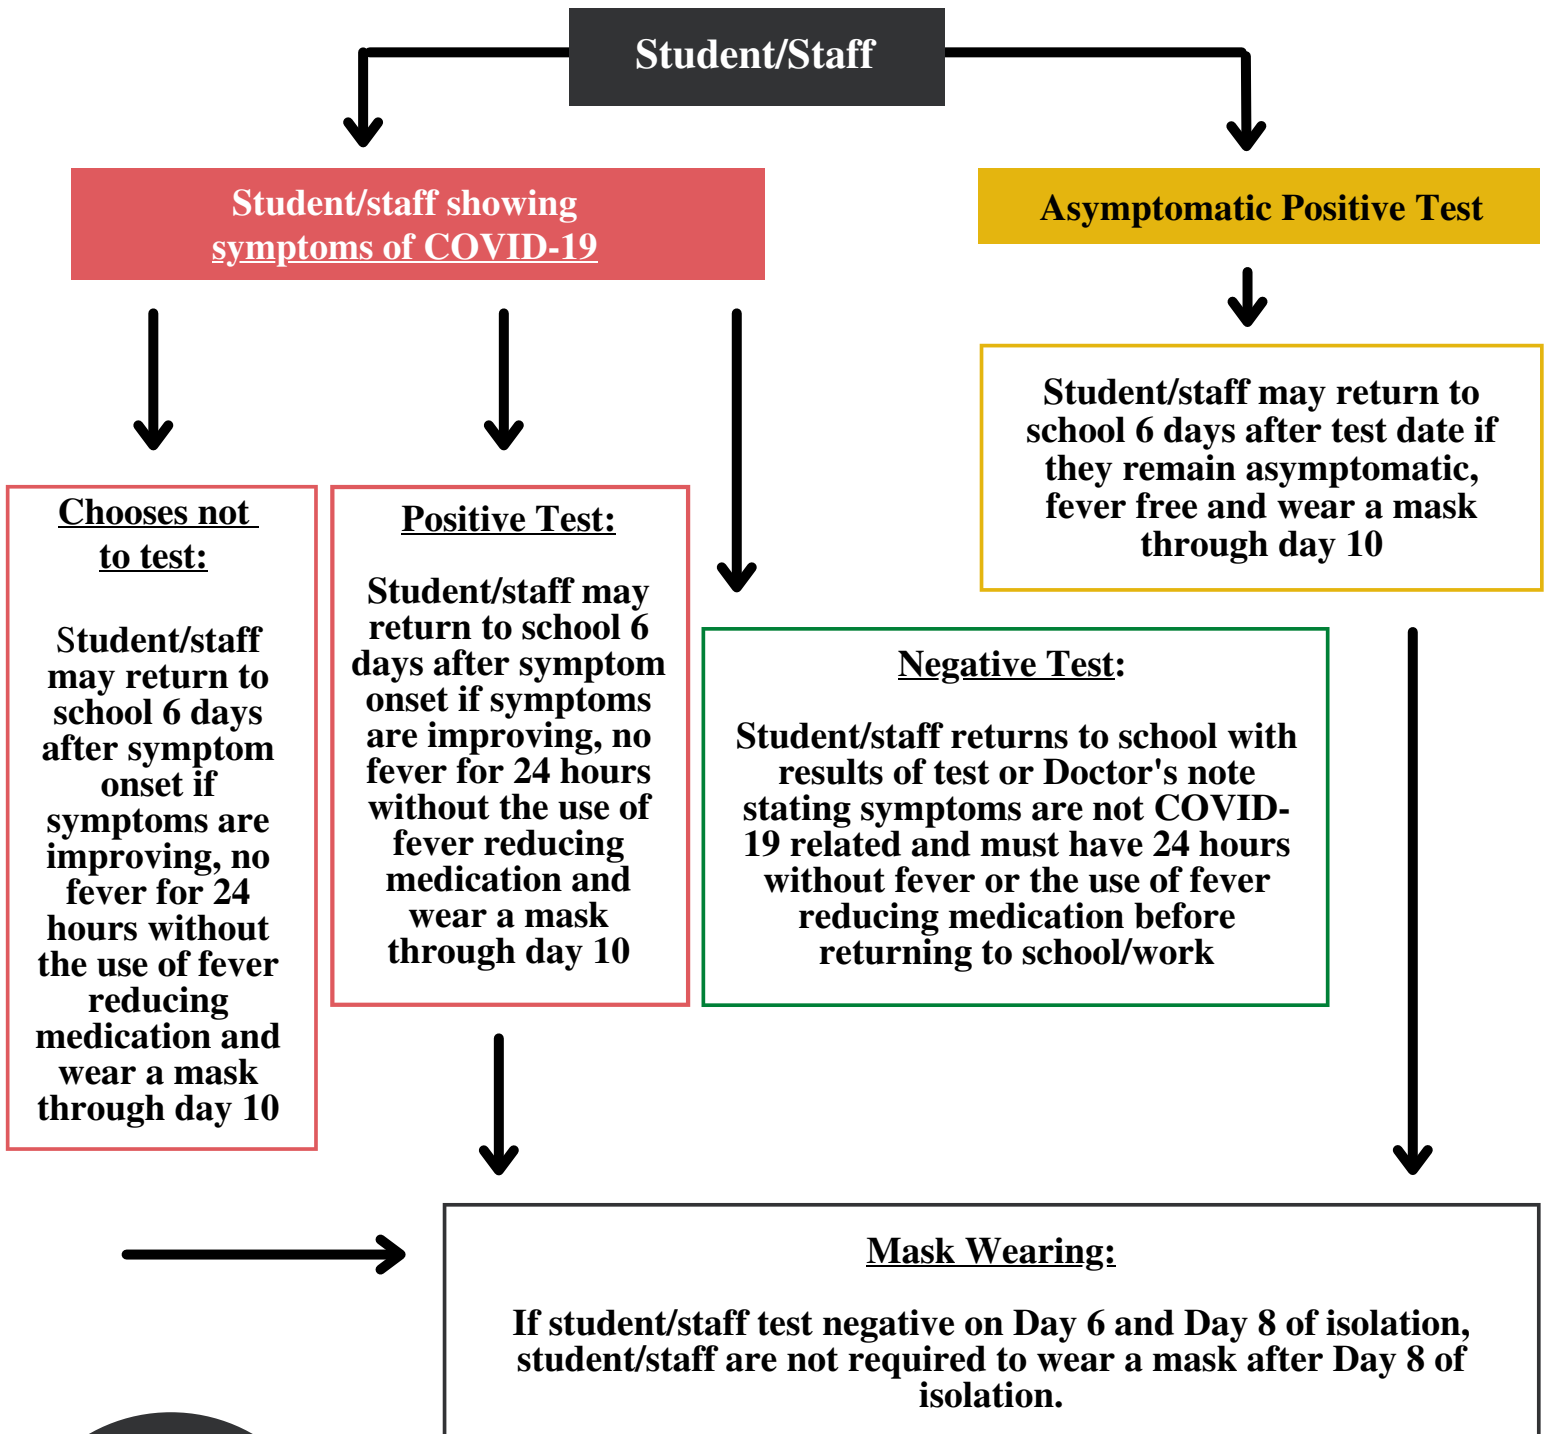 Student/Staff
Student/staff showing
symptoms of COVID-19
Asymptomatic Positive Test
Student/staff may return to
school 6 days after test date if
they remain asymptomatic,
fever free and wear a mask
through day 10
Chooses not
to test:
Student/staff
may return to
school 6 days
after symptom
onset if
symptoms are
improving, no
fever for 24
hours without
the use of fever
reducing
medication and
wear a mask
through day 10
Positive Test:
Student/staff may
return to school 6
days after symptom
onset if symptoms
are improving, no
fever for 24 hours
without the use of
fever reducing
medication and
wear a mask
through day 10
Negative Test:
Student/staff returns to school with
results of test or Doctor's note
stating symptoms are not COVID-
19 related and must have 24 hours
without fever or the use of fever
reducing medication before
returning to school/work
Mask Wearing:
If student/staff test negative on Day 6 and Day 8 of isolation,
student/staff are not required to wear a mask after Day 8 of
isolation.